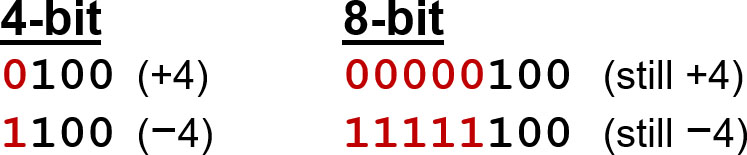 4-bit 8-bit
0100 (+4) 00000100 (still +4)
1100 (−4) 11111100 (still −4)